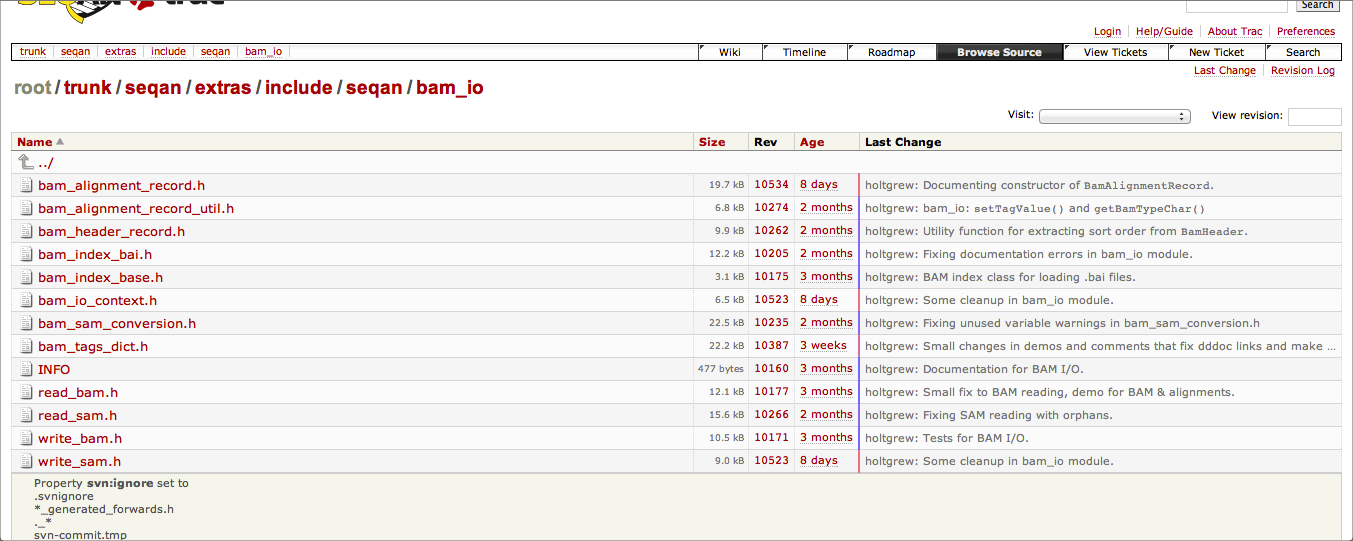 Search
Login Help/Guide About Trac Preferences
trunk seqan extras include seqan bam_io Wiki Timeline Roadmap Browse Source View Tickets New Ticket Search
Last Change Revision Log
root / trunk / seqan / extras / include / seqan / bam_io
Visit: View revision:
Name Size Rev Age Last Change
../
bam_alignment_record.h 19.7 kB 10534 8 days holtgrew: Documenting constructor of BamAlignmentRecord.
bam_alignment_record_util.h 6.8 kB 10274 2 months holtgrew: bam_io: setTagValue() and getBamTypeChar()
bam_header_record.h 9.9 kB 10262 2 months holtgrew: Utility function for extracting sort order from BamHeader.
bam_index_bai.h 12.2 kB 10205 2 months holtgrew: Fixing documentation errors in bam_io module.
bam_index_base.h 3.1 kB 10175 3 months holtgrew: BAM index class for loading .bai files.
bam_io_context.h 6.5 kB 10523 8 days holtgrew: Some cleanup in bam_io module.
bam_sam_conversion.h 22.5 kB 10235 2 months holtgrew: Fixing unused variable warnings in bam_sam_conversion.h
bam_tags_dict.h 22.2 kB 10387 3 weeks holtgrew: Small changes in demos and comments that fix dddoc links and make ...
INFO 477 bytes 10160 3 months holtgrew: Documentation for BAM I/O.
read_bam.h 12.1 kB 10177 3 months holtgrew: Small fix to BAM reading, demo for BAM & alignments.
read_sam.h 15.6 kB 10266 2 months holtgrew: Fixing SAM reading with orphans.
write_bam.h 10.5 kB 10171 3 months holtgrew: Tests for BAM I/O.
write_sam.h 9.0 kB 10523 8 days holtgrew: Some cleanup in bam_io module.
Property svn:ignore set to
.svnignore
*_generated_forwards.h
._*
svn-commit.tmp